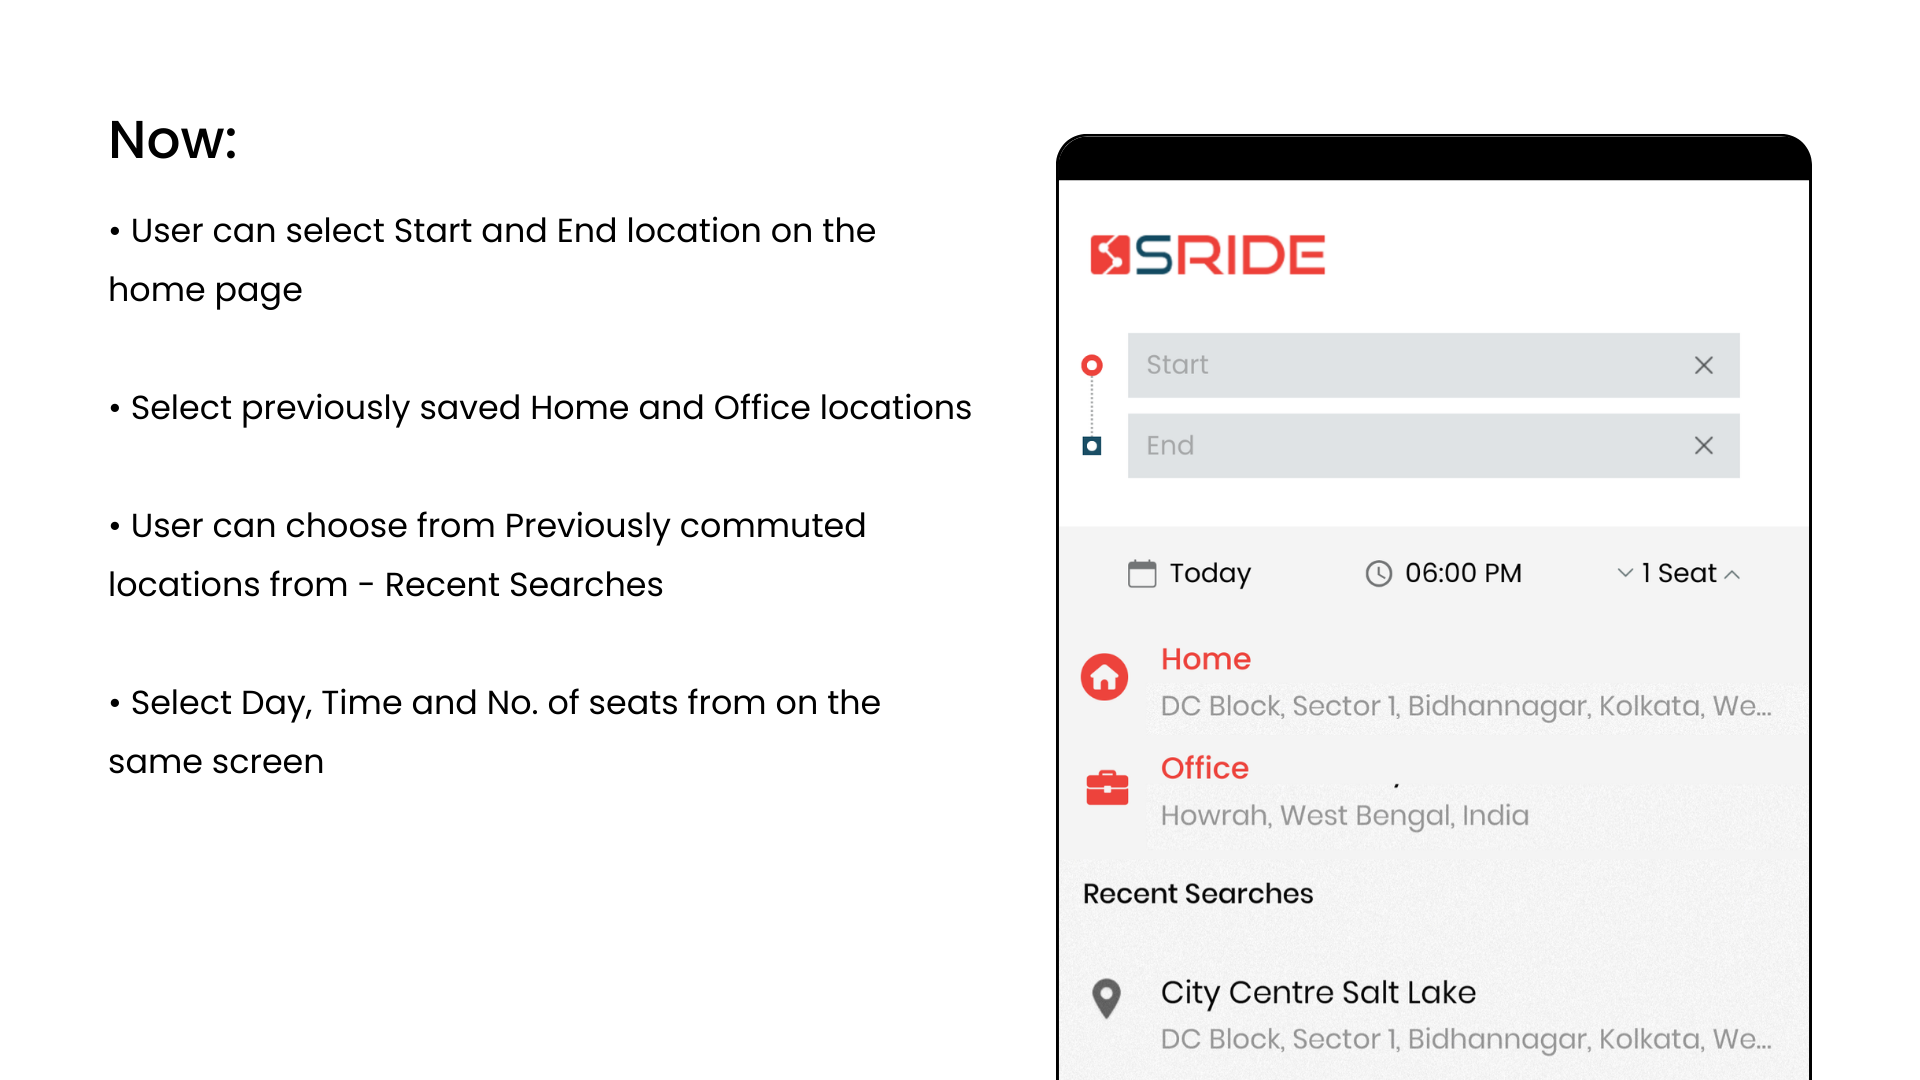 Now:
• User can select Start and End location on the
home page
• Select previously saved Home and Office locations
• User can choose from Previously commuted
locations from - Recent Searches
• Select Day, Time and No. of seats from on the
same screen
SRIDE
Start
End
Today 06:00 PM 1 Seat
Home
DC Block, Sector 1, Bidhannagar, Kolkata, We...
Office
Howrah, West Bengal, India
Recent Searches
City Centre Salt Lake
DC Block, Sector 1, Bidhannagar, Kolkata, We...